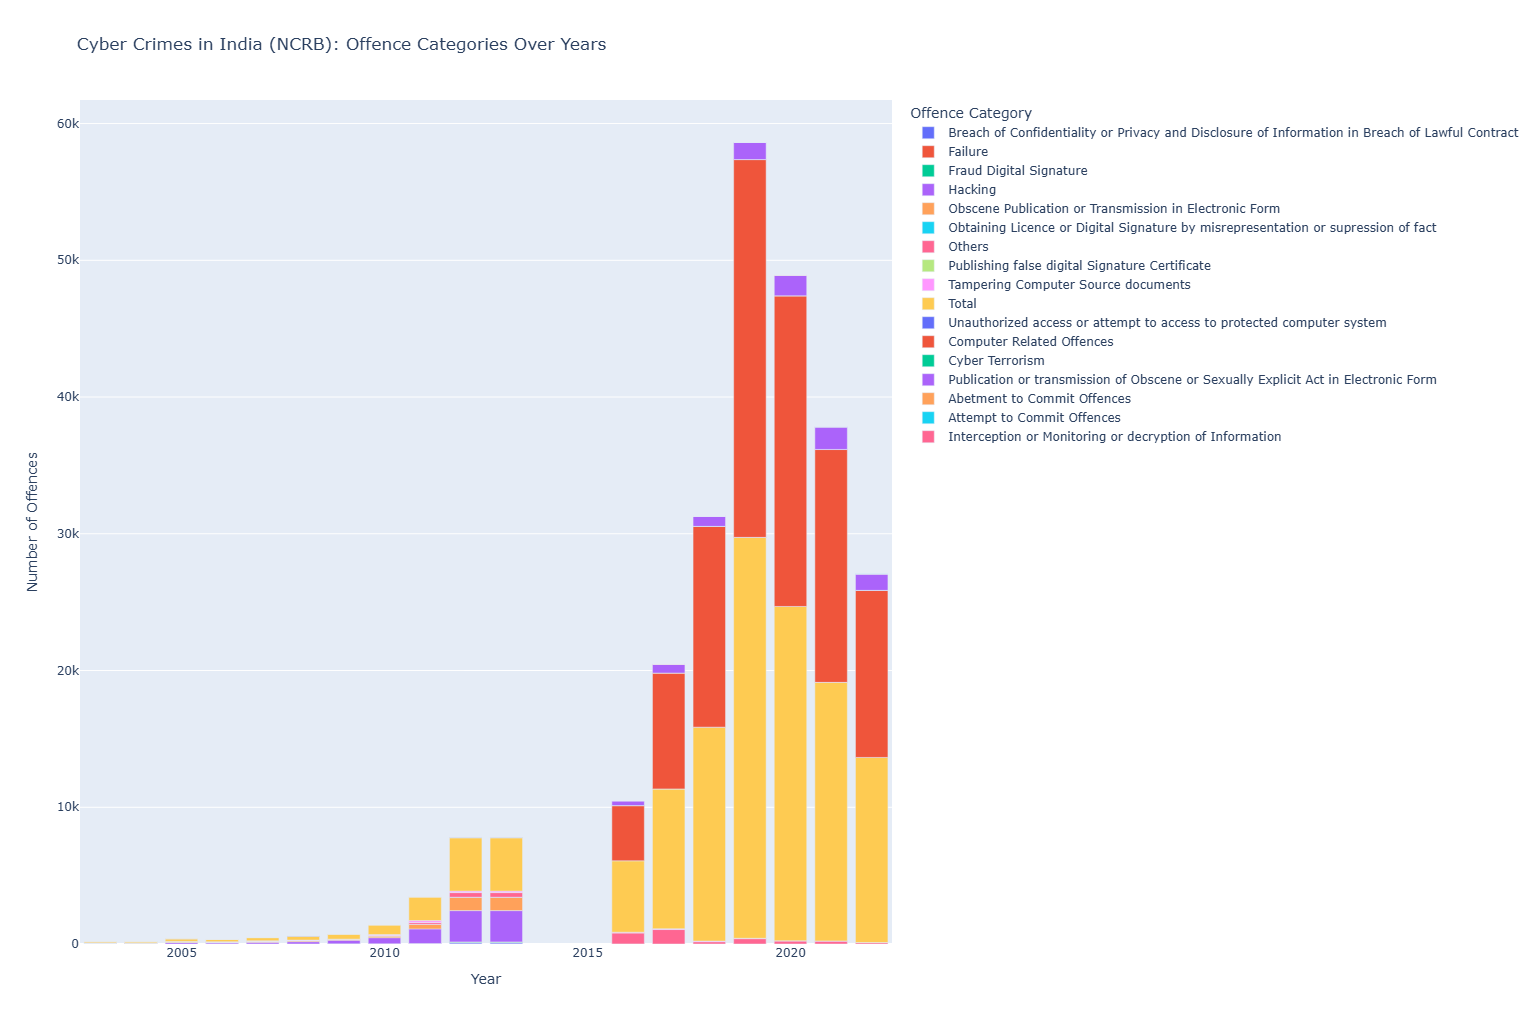 Cyber Crimes in India (NCRB): Offence Categories Over Years
Offence Category
Breach of Confidentiality or Privacy and Disclosure of Information in Breach of Lawful Contract
Failure
Fraud Digital Signature
Hacking
Obscene Publication or Transmission in Electronic Form
Obtaining Licence or Digital Signature by misrepresentation or supression of fact
Others
Publishing false digital Signature Certificate
Tampering Computer Source documents
Total
Unauthorized access or attempt to access to protected computer system
Computer Related Offences
Cyber Terrorism
Publication or transmission of Obscene or Sexually Explicit Act in Electronic Form
Abetment to Commit Offences
Attempt to Commit Offences
Interception or Monitoring or decryption of Information
60k
50k
40k
30k
20k
10k
0
Number of Offences
2005
2010
2015
2020
Year